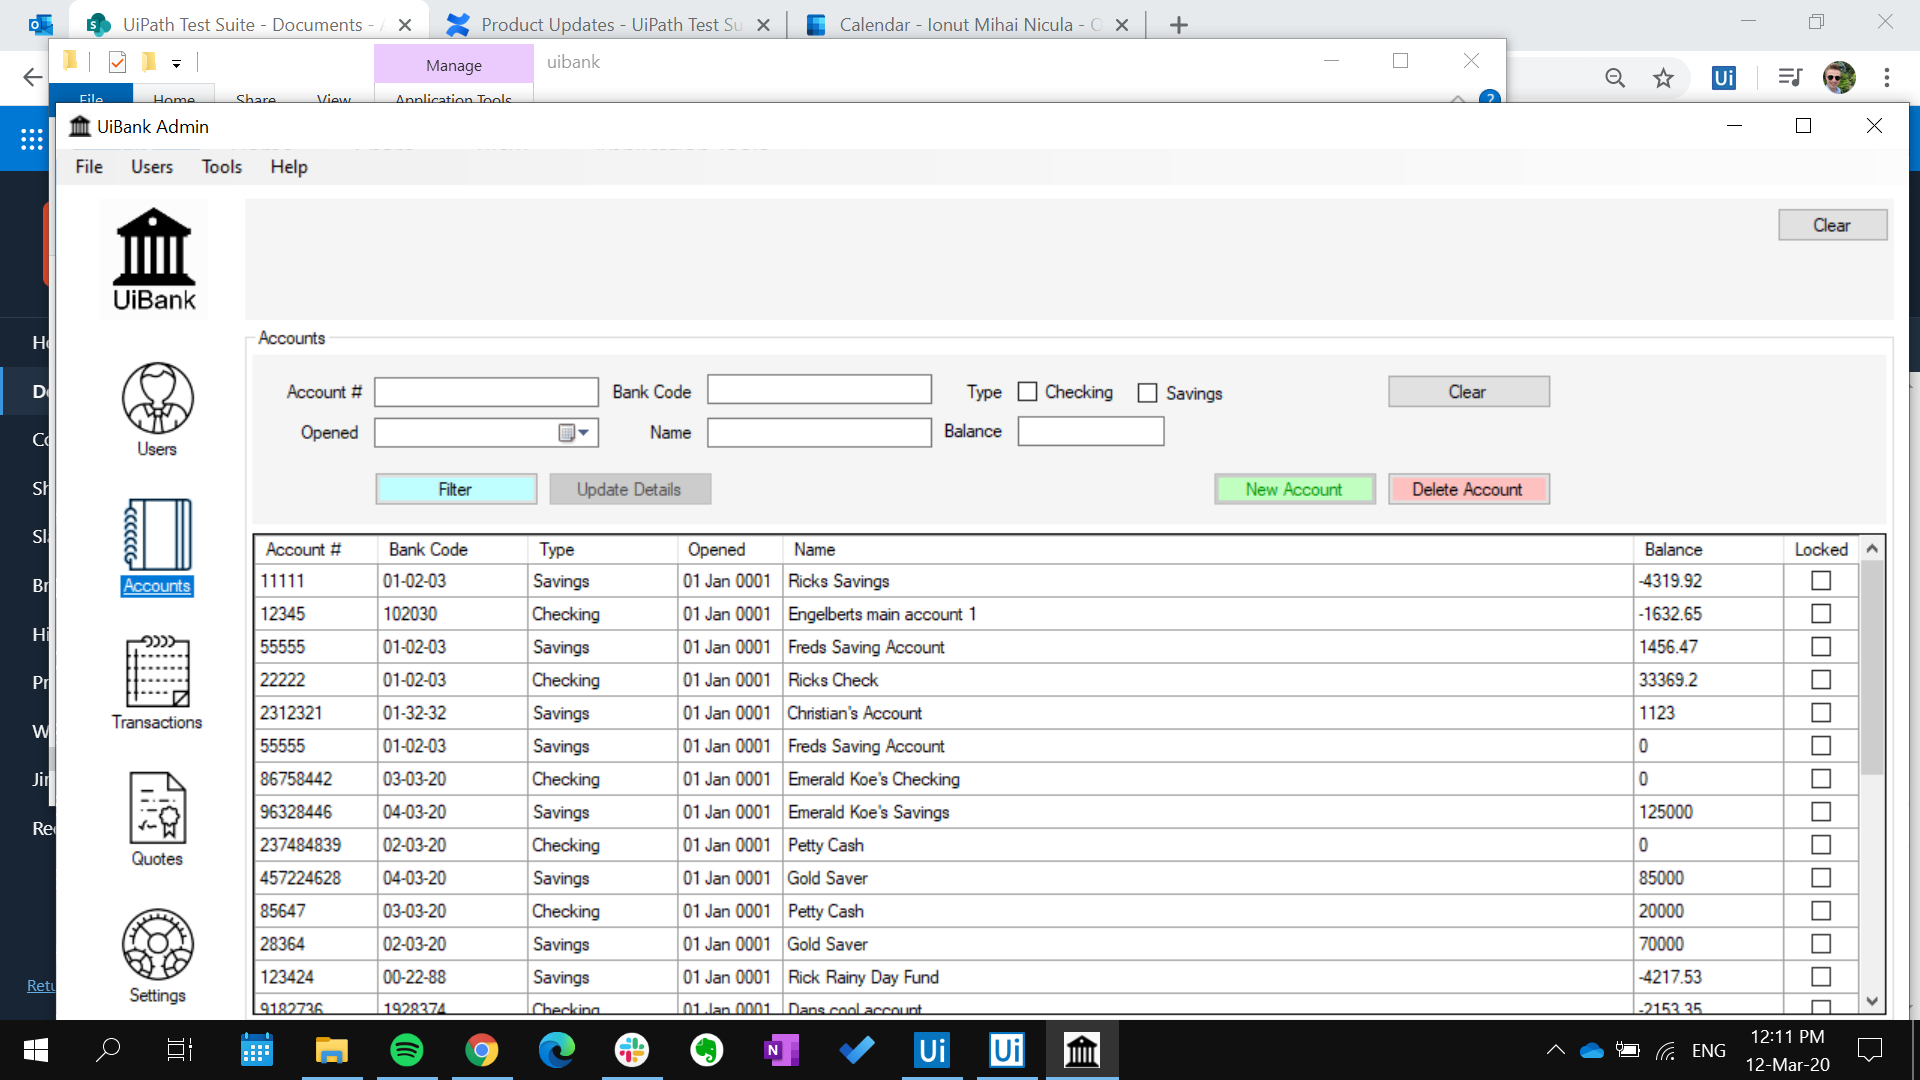 UiPath Test Suite - Documents -
Product Updates - UiPath Test Su
Calendar - Ionut Mihai Nicula - O
Manage
uibank
File
Home
Share
View
Application Tools
Ui
?
UiBank Admin
File Users Tools Help
Clear
UiBank
Accounts
Account #
Bank Code
Type
Checking
Savings
Clear
Opened
Name
Balance
Filter
Update Details
New Account
Delete Account
Users
Accounts
Transactions
Quotes
Settings
Account # Bank Code Type Opened Name Balance Locked
11111 01-02-03 Savings 01 Jan 0001 Ricks Savings -4319.92
12345 102030 Checking 01 Jan 0001 Engelberts main account 1 -1632.65
55555 01-02-03 Savings 01 Jan 0001 Freds Saving Account 1456.47
22222 01-02-03 Checking 01 Jan 0001 Ricks Check 33369.2
2312321 01-32-32 Savings 01 Jan 0001 Christian's Account 1123
55555 01-02-03 Savings 01 Jan 0001 Freds Saving Account 0
86758442 03-03-20 Checking 01 Jan 0001 Emerald Koe's Checking 0
96328446 04-03-20 Savings 01 Jan 0001 Emerald Koe's Savings 125000
237484839 02-03-20 Checking 01 Jan 0001 Petty Cash 0
457224628 04-03-20 Savings 01 Jan 0001 Gold Saver 85000
85647 03-03-20 Checking 01 Jan 0001 Petty Cash 20000
28364 02-03-20 Savings 01 Jan 0001 Gold Saver 70000
123424 00-22-88 Savings 01 Jan 0001 Rick Rainy Day Fund -4217.53
9182736 1928374 Checking 01 Jan 0001 Dans cool account -2153.35
Ho
Do
Co
Sh
Sla
Br
Hi
Pr
W
Jir
Rec
Retu
N
Ui
Ui
ENG
12:11 PM
12-Mar-20